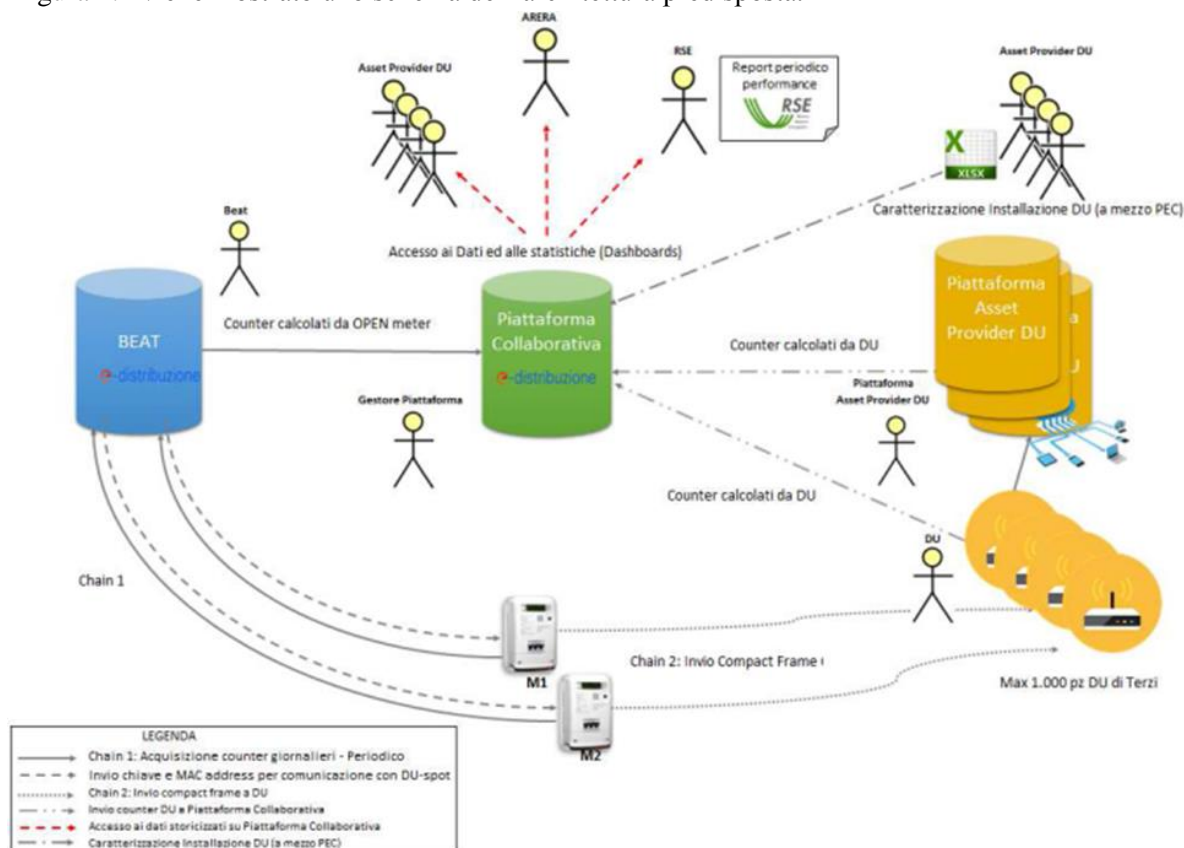 ARERA
Asset Provider DU
RSE
Report periodico
performance
RSE
Asset Provider DU
X
XLSX
Caratterizzazione Installazione DU (a mezzo PEC)
Beat
Accesso ai Dati ed alle statistiche (Dashboards)
BEAT
e-distribuzione
Counter calcolati da OPEN meter
Piattaforma
Collaborativa
e-distribuzione
Piattaforma
Asset
Provider DU
a
U
Counter calcolati da DU
Gestore Piattaforma
Piattaforma
Asset Provider DU
Counter calcolati da DU
DU
Chain 1
Chain 2: Invio Compact Frame
M1
Max 1.000 pz DU di Terzi
M2
LEGENDA
Chain 1: Acquisizione counter giornalieri - Periodico
Invio chiave e MAC address per comunicazione con DU-spot
Chain 2: Invio compact frame a DU
Invio counter DU a Piattaforma Collaborativa
Accesso ai dati storicizzati su Piattaforma Collaborativa
Caratterizzazione Installazione DU (a mezzo PEC)